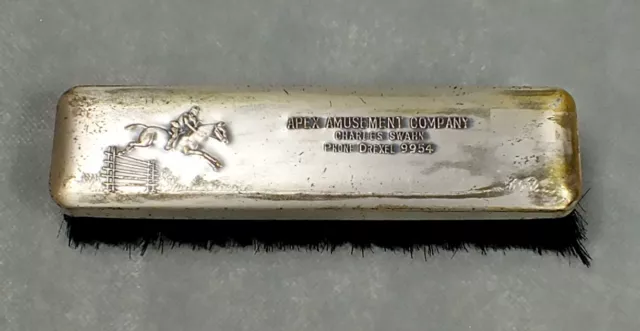 APEX AMUSEMENT COMPANY
CHARLES SWARN
PHONE DREXEL 9954